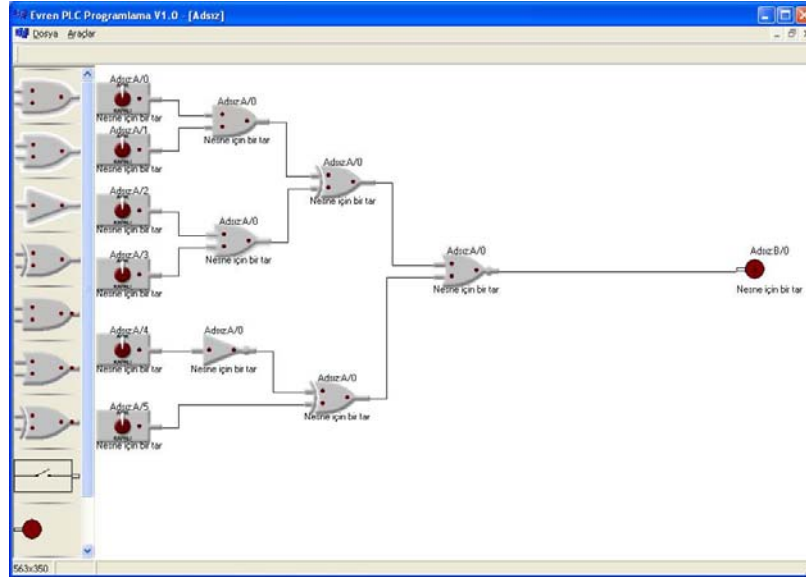 Evren PLC Programlama V1.0 - [Adsız]
Dosya Araçlar
Adsız:A/0
Nesne için bir tar
Adsız:A/0
Nesne için bir tar
Adsız:A/1
Nesne için bir tar
Adsız:A/0
Nesne için bir tar
Adsız:A/2
Adsız:A/0
Nesne için bir tar
Adsız:A/3
Nesne için bir tar
Adsız:A/0
Nesne için bir tar
Adsız:B/0
Nesne için bir tar
Adsız:A/4
KAPALI
Nesne için bir tar
Adsız:A/0
Nesne için bir tar
Adsız:A/0
Nesne için bir tar
Adsız:A/5
KAPALI
Nesne için bir tar
563x350